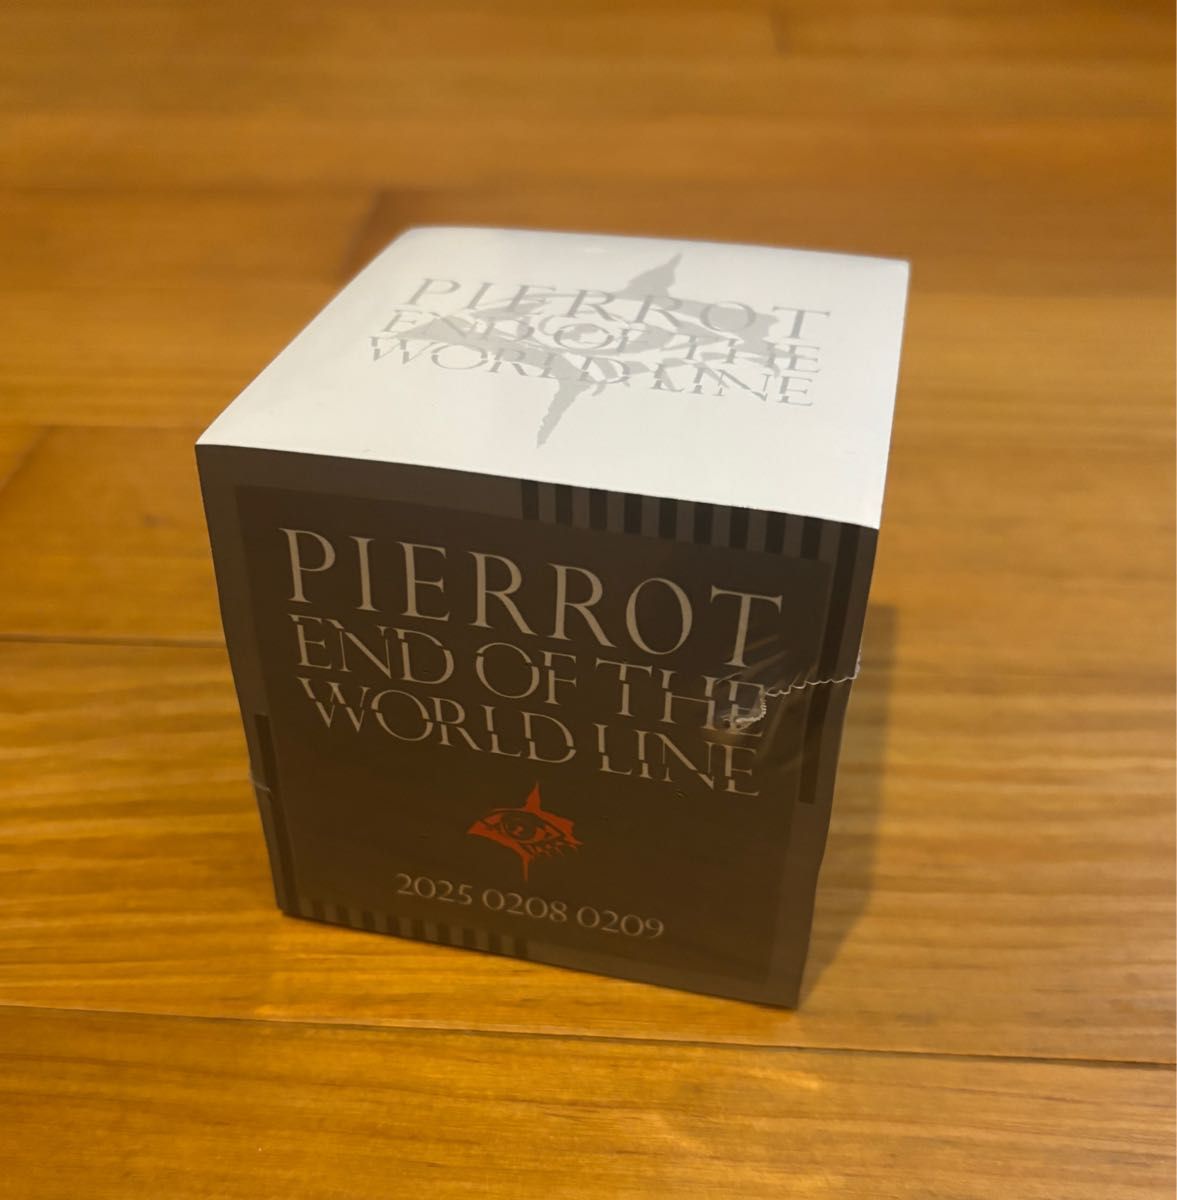 PIERROT
END OF THE
WORLD LINE
PIERROT
END OF THE
WORLD LINE
2025 0208 0209